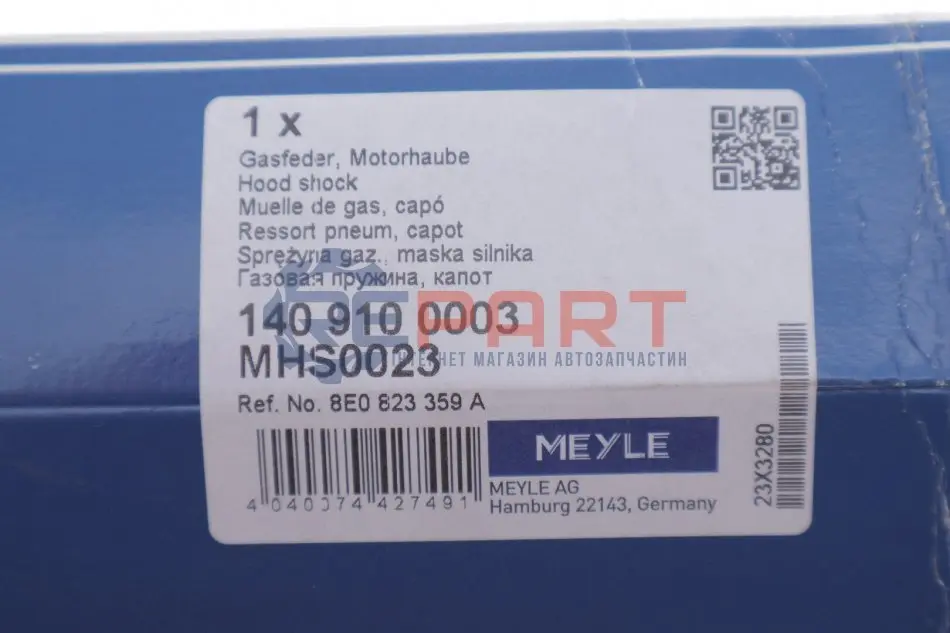 1 x
Gasfeder, Motorhaube
Hood shock
Muelle de gas, capó
Ressort pneum, capot
Sprężyna gaz., maska silnika
Газовая пружина, капот
140 910 0003
MHS0023
Ref. No. 8E0 823 359 A
4 040074 427491
MEYLE
MEYLE AG
Hamburg 22143, Germany
23X3280
PART
ИНТЕРНЕТ МАГАЗИН АВТОЗАПЧАСТИН